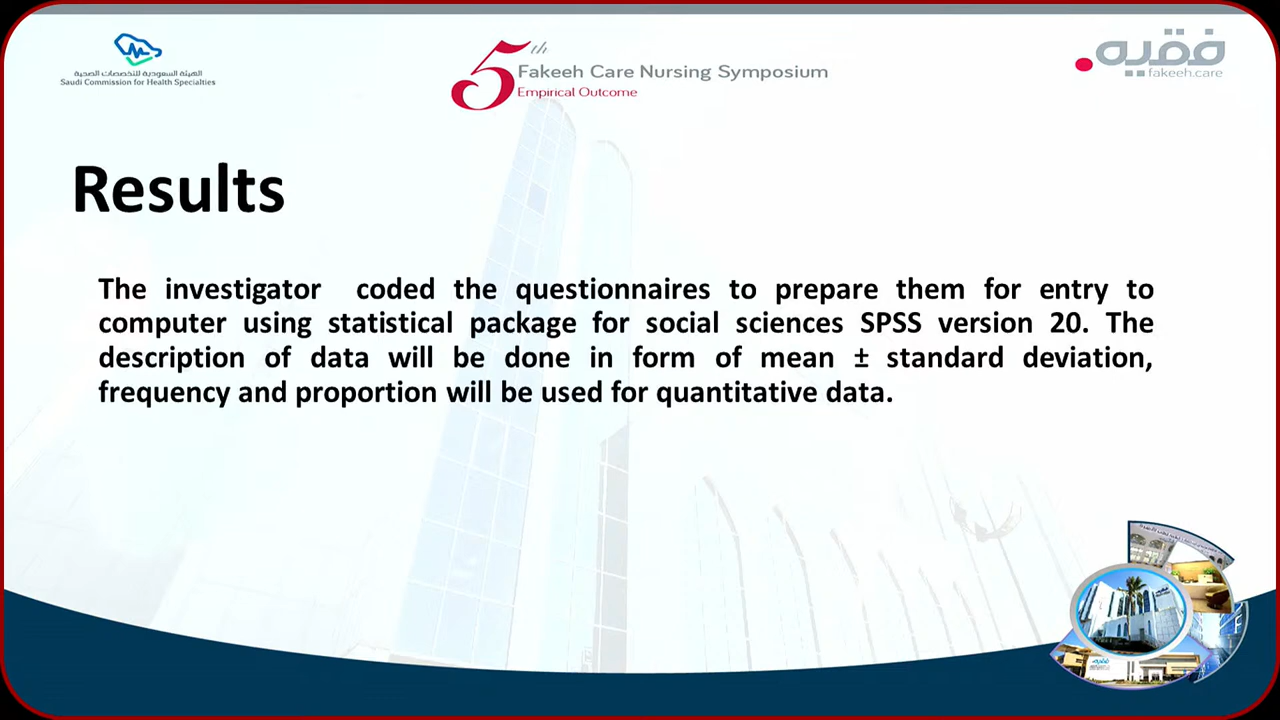 الهيئة السعودية للتخصصات الصحية
Saudi Commission for Health Specialties
5th
Fakeeh Care Nursing Symposium
Empirical Outcome
فقيه
fakeeh.care
Results
The investigator coded the questionnaires to prepare them for entry to
computer using statistical package for social sciences SPSS version 20. The
description of data will be done in form of mean ± standard deviation,
frequency and proportion will be used for quantitative data.
فقيه